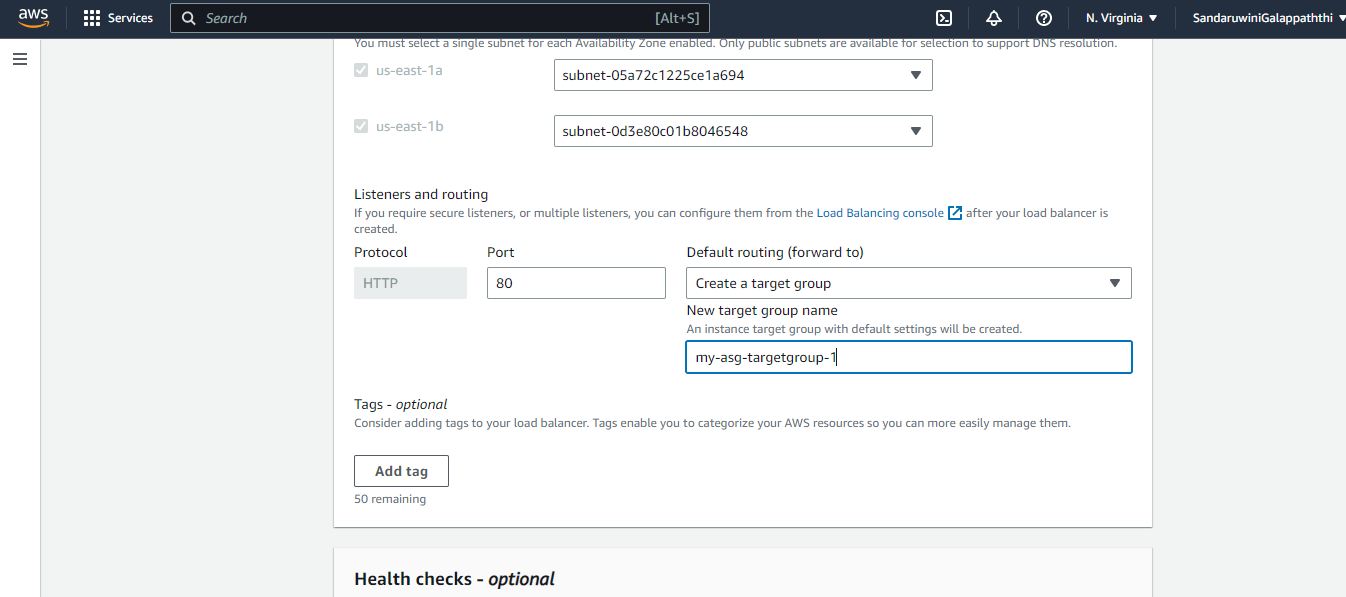 aws
Services
Search
[Alt+S]
N. Virginia
SandaruwiniGalappaththi
You must select a single subnet for each Availability Zone enabled. Only public subnets are available for selection to support DNS resolution.
us-east-1a
subnet-05a72c1225ce1a694
us-east-1b
subnet-0d3e80c01b8046548
Listeners and routing
If you require secure listeners, or multiple listeners, you can configure them from the Load Balancing console after your load balancer is
created.
Protocol
Port
Default routing (forward to)
HTTP
80
Create a target group
New target group name
An instance target group with default settings will be created.
my-asg-targetgroup-1
Tags - optional
Consider adding tags to your load balancer. Tags enable you to categorize your AWS resources so you can more easily manage them.
Add tag
50 remaining
Health checks - optional